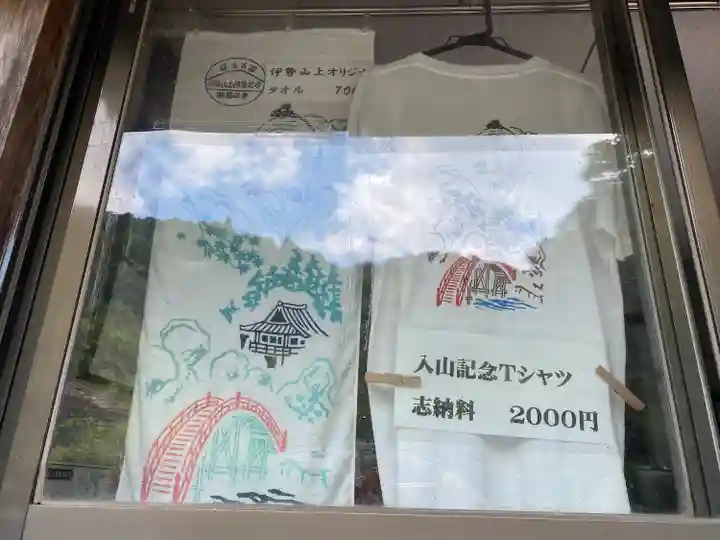 伊勢山上オリジ
タオル 700
入山記念Tシャツ
志納料 2000円